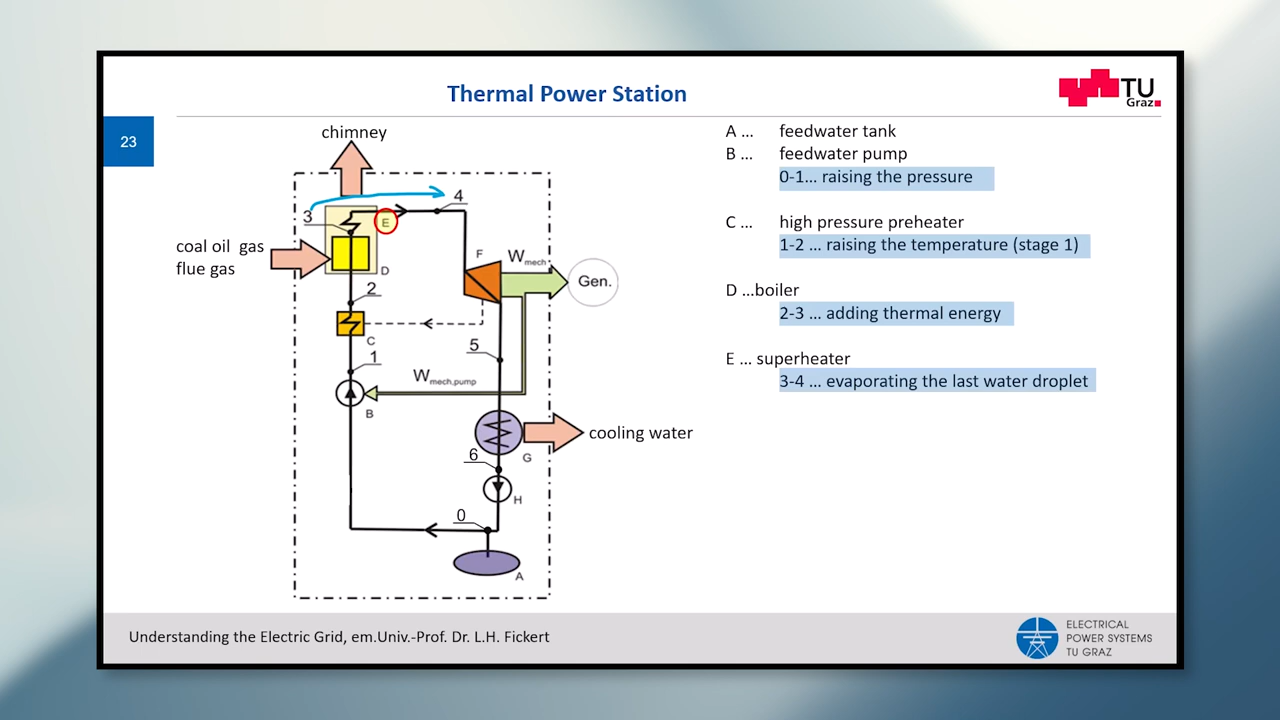 Thermal Power Station
TU
Graz
23
chimney
4
3
E
coal oil gas
flue gas
D
F
W mech
Gen.
2
C
5
1
W mech,pump
B
cooling water
G
6
H
0
A
A ... feedwater tank
B ... feedwater pump
0-1... raising the pressure
C ... high pressure preheater
1-2 ... raising the temperature (stage 1)
D ...boiler
2-3 ... adding thermal energy
E ... superheater
3-4 ... evaporating the last water droplet
Understanding the Electric Grid, em.Univ.-Prof. Dr. L.H. Fickert
ELECTRICAL
POWER SYSTEMS
TU GRAZ